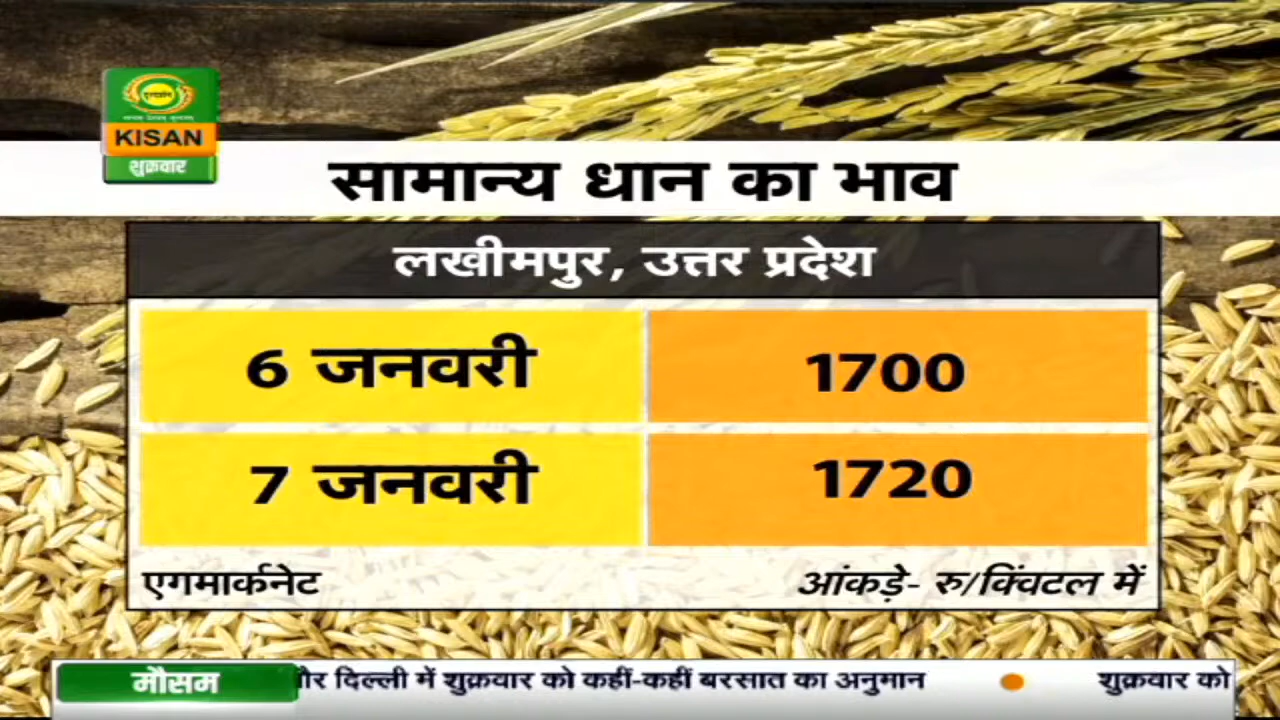 KISAN
शुक्रवार
सामान्य धान का भाव
लखीमपुर, उत्तर प्रदेश
6 जनवरी 1700
7 जनवरी 1720
एगमार्कनेट आंकड़े- रु/क्विंटल में
मौसम दिल्ली में शुक्रवार को कहीं-कहीं बरसात का अनुमान शुक्रवार को